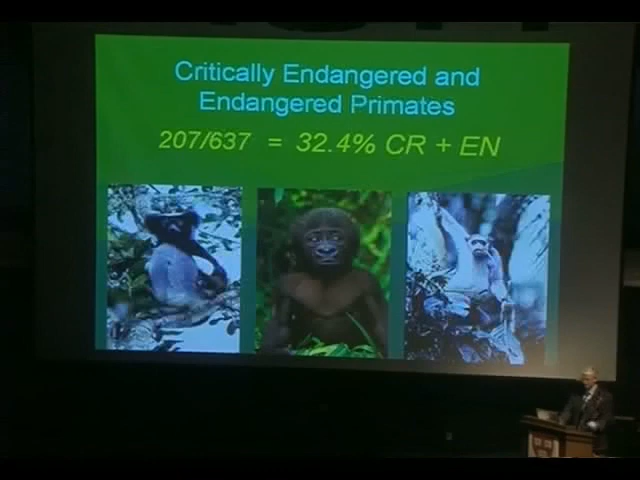 Critically Endangered and
Endangered Primates
207/637 = 32.4% CR + EN